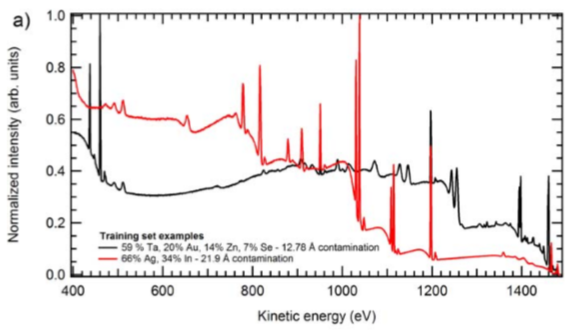 a)
1.0
0.8
0.6
0.4
0.2
0.0
Normalized intensity (arb. units)
Training set examples
59 % Ta, 20% Au, 14% Zn, 7% Se - 12.78 Å contamination
66% Ag, 34% In - 21.9 Å contamination
400 600 800 1000 1200 1400
Kinetic energy (eV)